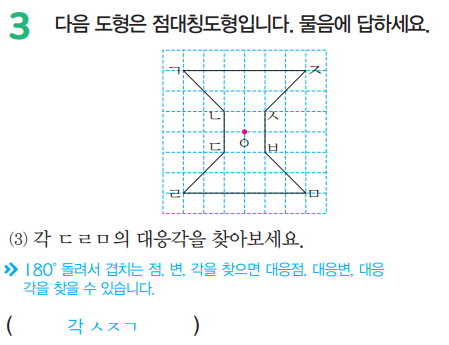 3 다음 도형은 점대칭도형입니다. 물음에 답하세요.
ㄱ ㅈ
ㄴ ㅅ
ㄷ ㅇ ㅂ
ㄹ ㅁ
(3) 각 ㄷㄹㅁ의 대응각을 찾아보세요.
180° 돌려서 겹치는 점, 변, 각을 찾으면 대응점, 대응변, 대응
각을 찾을 수 있습니다.
( 각 ㅅㅈㄱ )